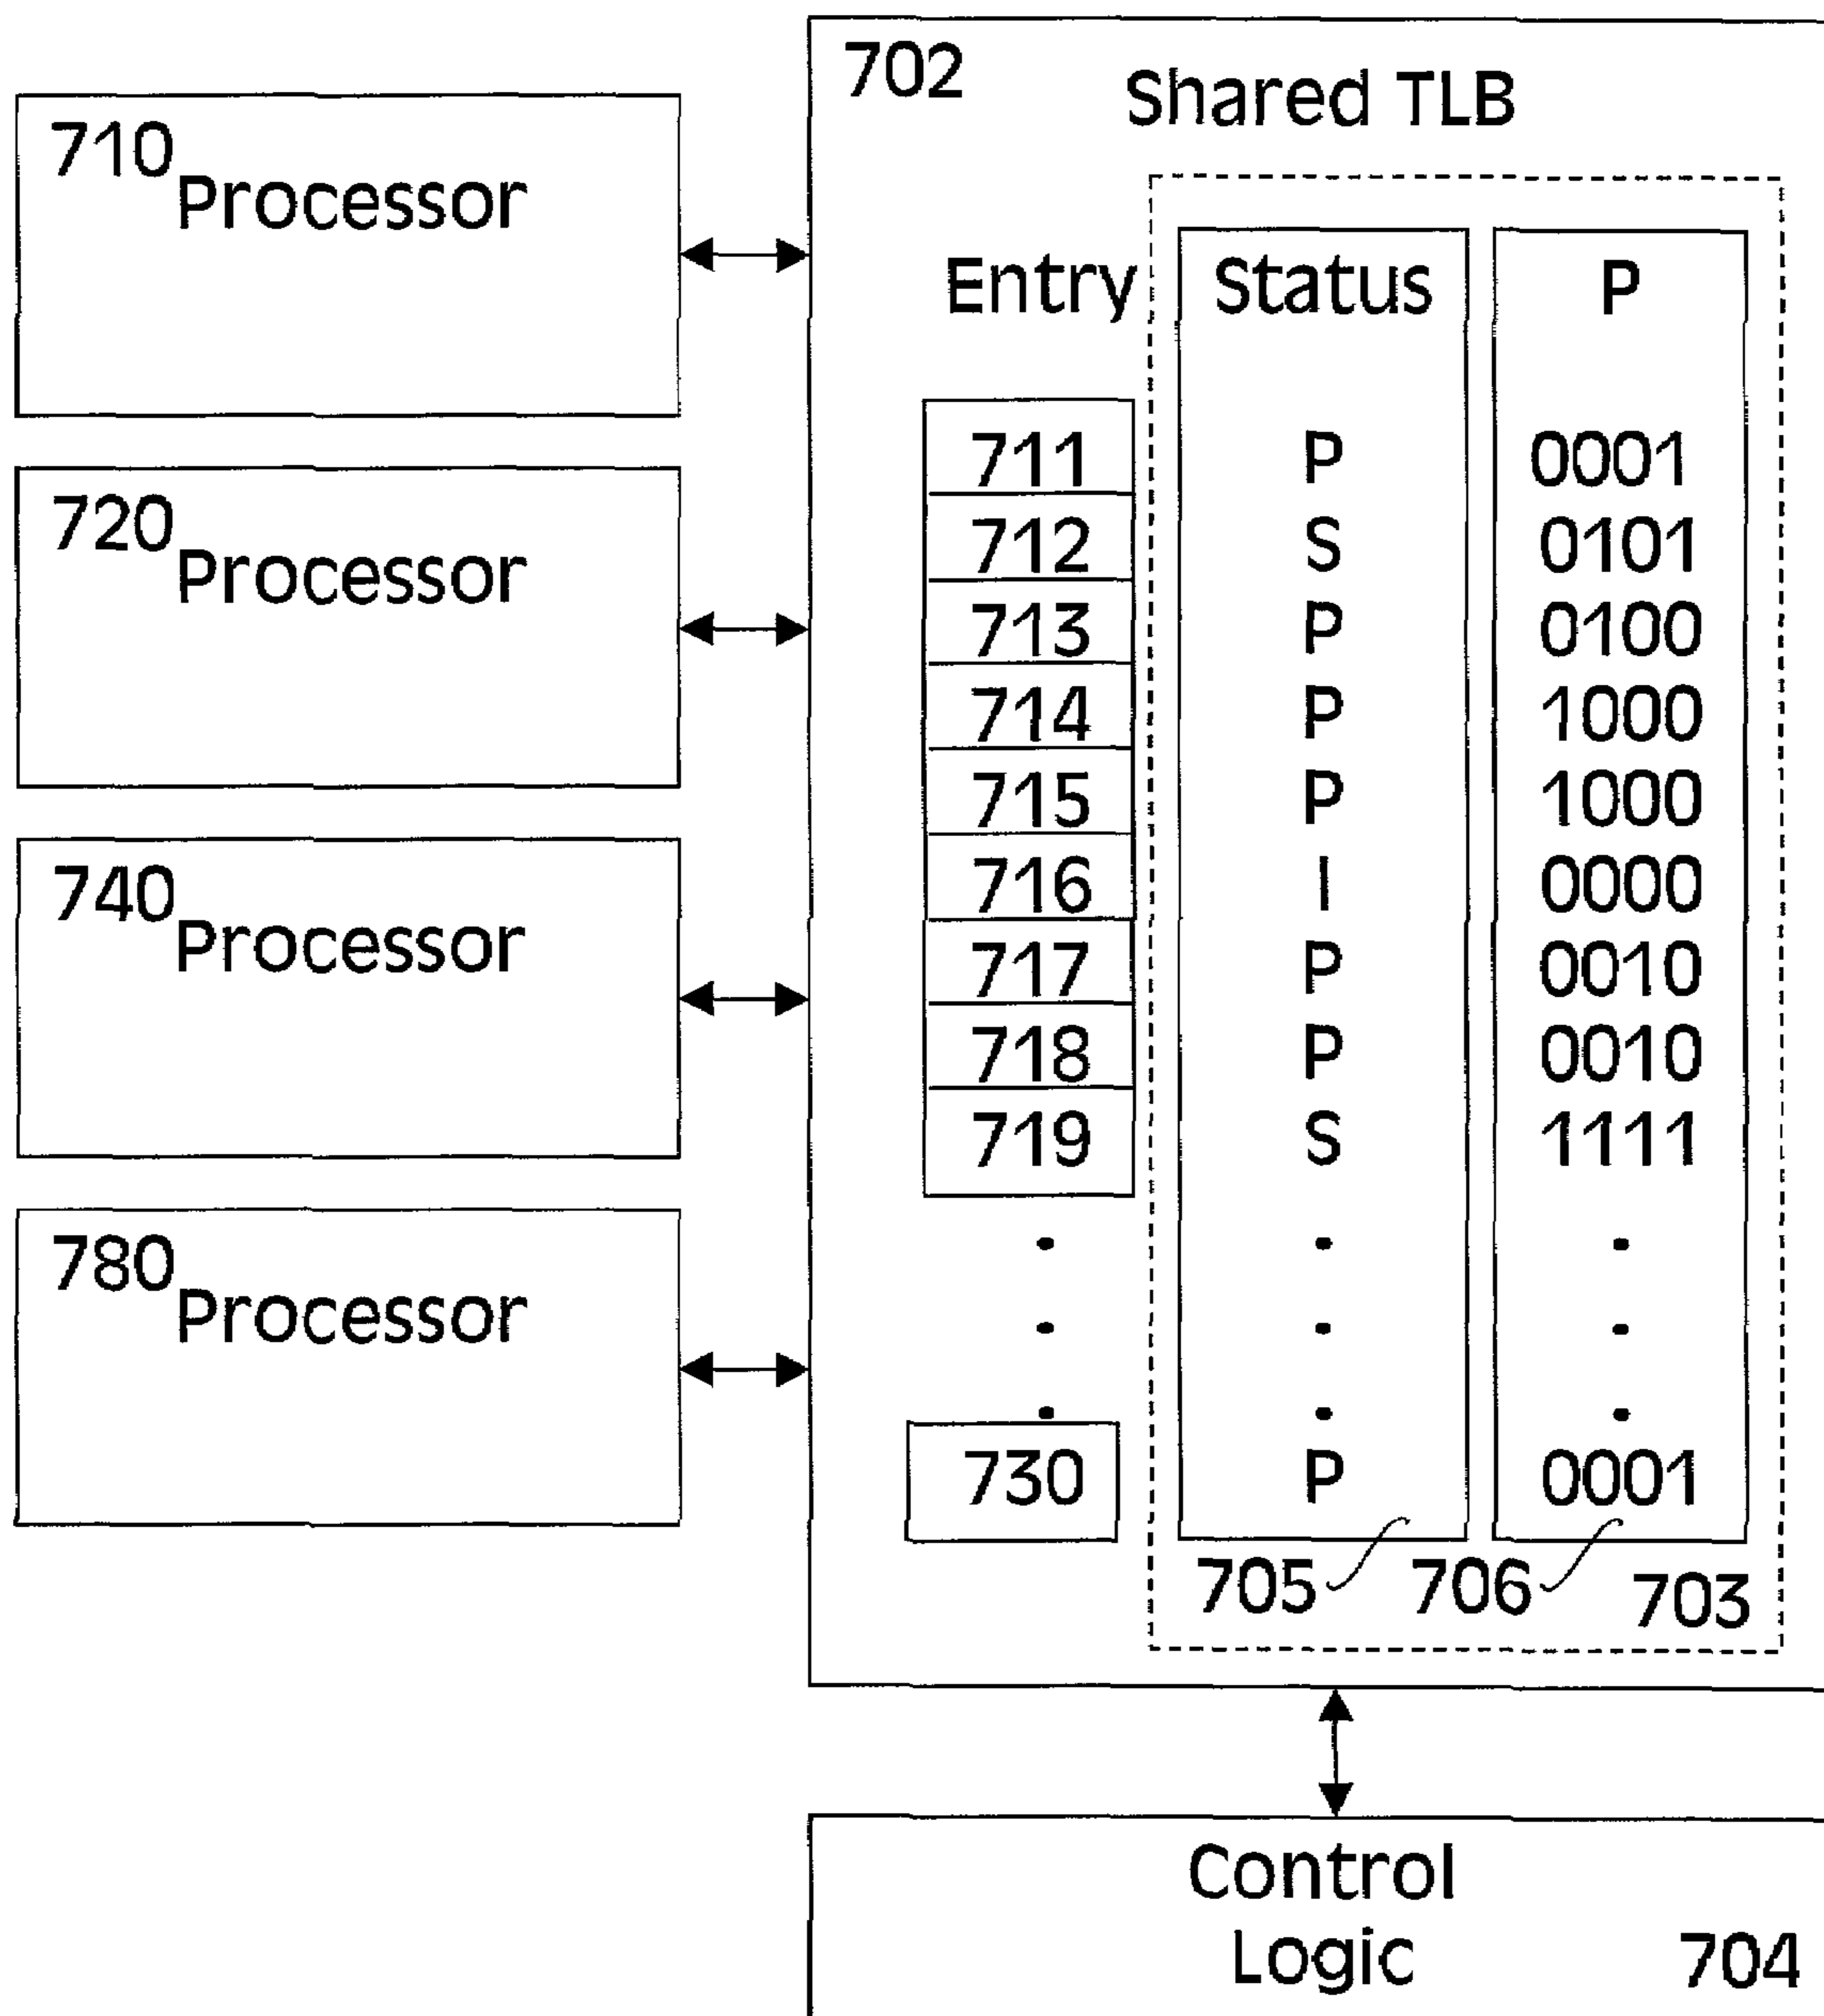 702
Shared TLB
710
Processor
720
Processor
740
Processor
780
Processor
Entry Status P
711 P 0001
712 S 0101
713 P 0100
714 P 1000
715 P 1000
716 I 0000
717 P 0010
718 P 0010
719 S 1111
. . .
. . .
. . .
730 P 0001
705 706 703
Control
Logic
704